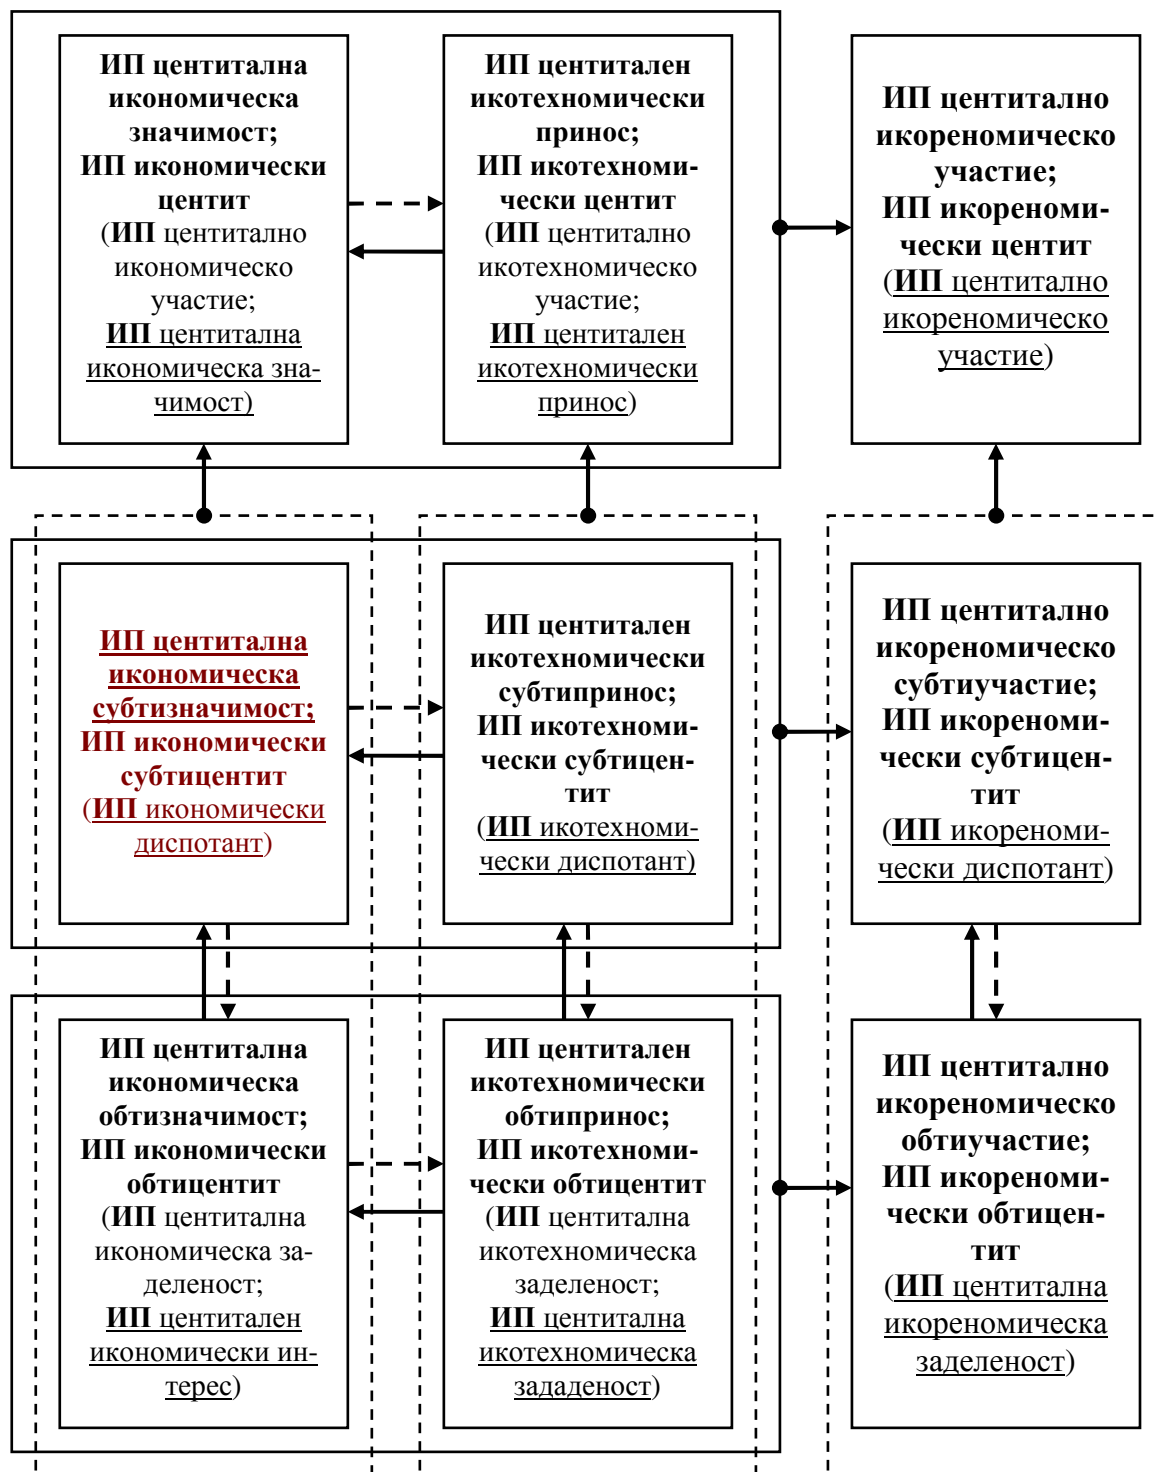 ИП центитална
икономическа
значимост;
ИП икономически
центит
(ИП центитално
икономическо
участие;
ИП центитална
икономическа зна-
чимост)
ИП центитален
икотехномически
принос;
ИП икотехноми-
чески центит
(ИП центитално
икотехномическо
участие;
ИП центитален
икотехномически
принос)
ИП центитално
икореномическо
участие;
ИП икореноми-
чески центит
(ИП центитално
икореномическо
участие)
ИП центитална
икономическа
субтизначимост;
ИП икономически
субтицентит
(ИП икономически
диспотант)
ИП центитален
икотехномически
субтипринос;
ИП икотехноми-
чески субтицен-
тит
(ИП икотехноми-
чески диспотант)
ИП центитално
икореномическо
субтиучастие;
ИП икореноми-
чески субтицен-
тит
(ИП икореноми-
чески диспотант)
ИП центитална
икономическа
обтизначимост;
ИП икономически
обтицентит
(ИП центитална
икономическа за-
деленост;
ИП центитален
икономически ин-
терес)
ИП центитален
икотехномически
обтипринос;
ИП икотехноми-
чески обтицентит
(ИП центитална
икотехномическа
заделеност;
ИП центитална
икотехномическа
зададеност)
ИП центитално
икореномическо
обтиучастие;
ИП икореноми-
чески обтицен-
тит
(ИП центитална
икореномическа
заделеност)